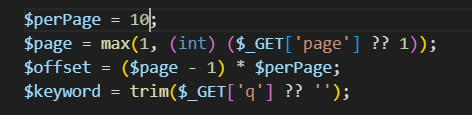 $perPage = 10;
$page = max(1, (int) ($_GET['page'] ?? 1));
$offset = ($page - 1) * $perPage;
$keyword = trim($_GET['q'] ?? '');